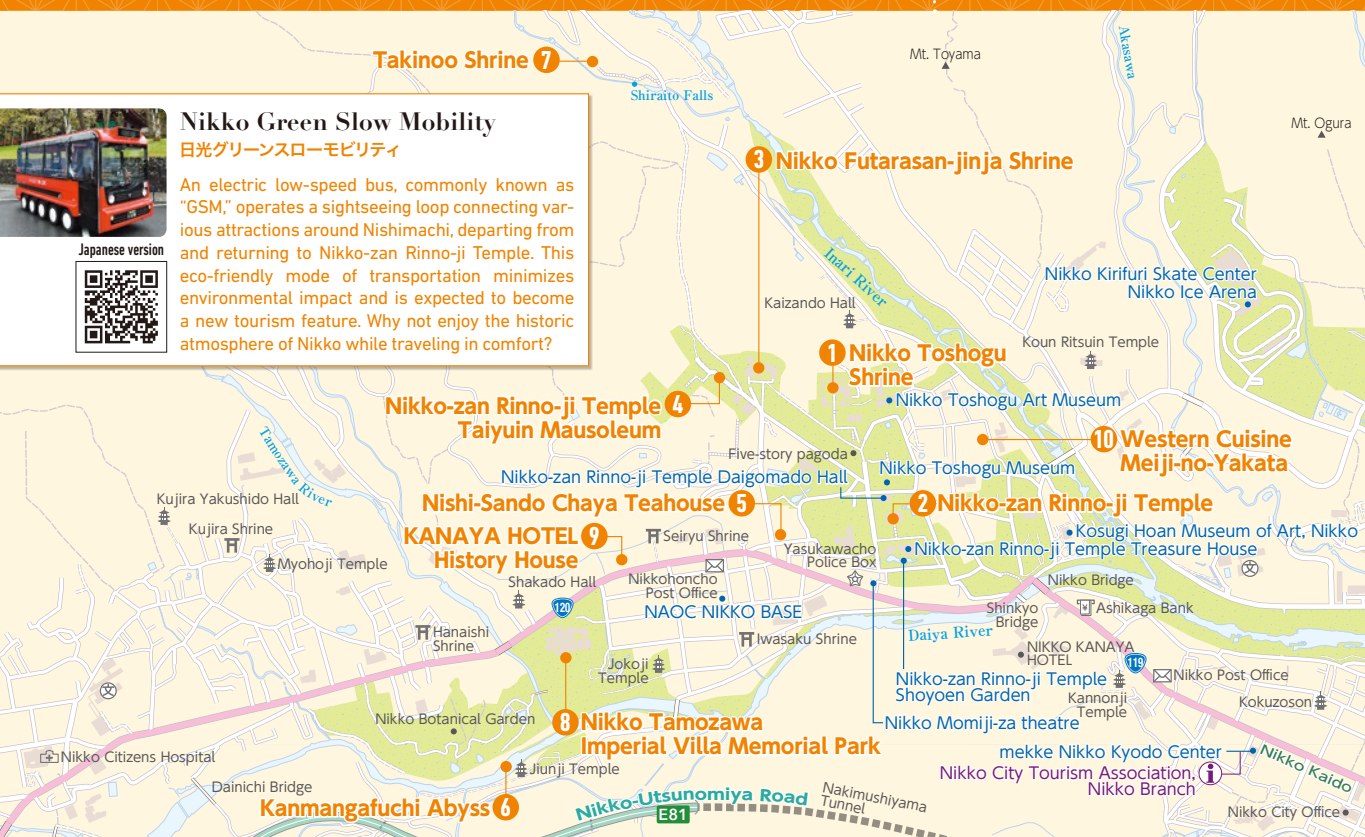 Takinoo Shrine 7
Shiraito Falls
Mt. Toyama
Akasawa
Mt. Ogura
Nikko Green Slow Mobility
日光グリーンスローモビリティ
An electric low-speed bus, commonly known as
“GSM,” operates a sightseeing loop connecting var-
ious attractions around Nishimachi, departing from
and returning to Nikko-zan Rinno-ji Temple. This
eco-friendly mode of transportation minimizes
environmental impact and is expected to become
a new tourism feature. Why not enjoy the historic
atmosphere of Nikko while traveling in comfort?
Japanese version
3 Nikko Futarasan-jinja Shrine
Inari River
Nikko Kirifuri Skate Center
Nikko Ice Arena
Kaizando Hall
Koun Ritsuin Temple
1 Nikko Toshogu
Shrine
Nikko Toshogu Art Museum
Nikko-zan Rinno-ji Temple 4
Taiyuin Mausoleum
10 Western Cuisine
Meiji-no-Yakata
Five-story pagoda
Nikko Toshogu Museum
Nikko-zan Rinno-ji Temple Daigomado Hall
Tamozawa River
Nishi-Sando Chaya Teahouse 5
2 Nikko-zan Rinno-ji Temple
Kujira Yakushido Hall
Kujira Shrine
Myohoji Temple
KANAYA HOTEL 9
History House
Seiryu Shrine
Kosugi Hoan Museum of Art, Nikko
Nikko-zan Rinno-ji Temple Treasure House
Yasukawacho
Police Box
Shakado Hall
Nikkohoncho
Post Office
NAOC NIKKO BASE
120
文
Nikko Bridge
Shinkyo
Bridge
Ashikaga Bank
Hanaishi
Shrine
Iwasaku Shrine
Daiya River
NIKKO KANAYA
HOTEL
119
Jokoji
Temple
Nikko-zan Rinno-ji Temple
Shoyoen Garden
Kannonji
Temple
Nikko Post Office
Kokuzoson
文
Nikko Botanical Garden
8 Nikko Tamozawa
Imperial Villa Memorial Park
Nikko Momiji-za theatre
mekke Nikko Kyodo Center
Nikko Kaido
Nikko City Tourism Association,
Nikko Branch
i
Nikko Citizens Hospital
Jiunji Temple
Dainichi Bridge
Kanmangafuchi Abyss 6
Nikko-Utsunomiya Road
E81
Nakimushiyama
Tunnel
Nikko City Office